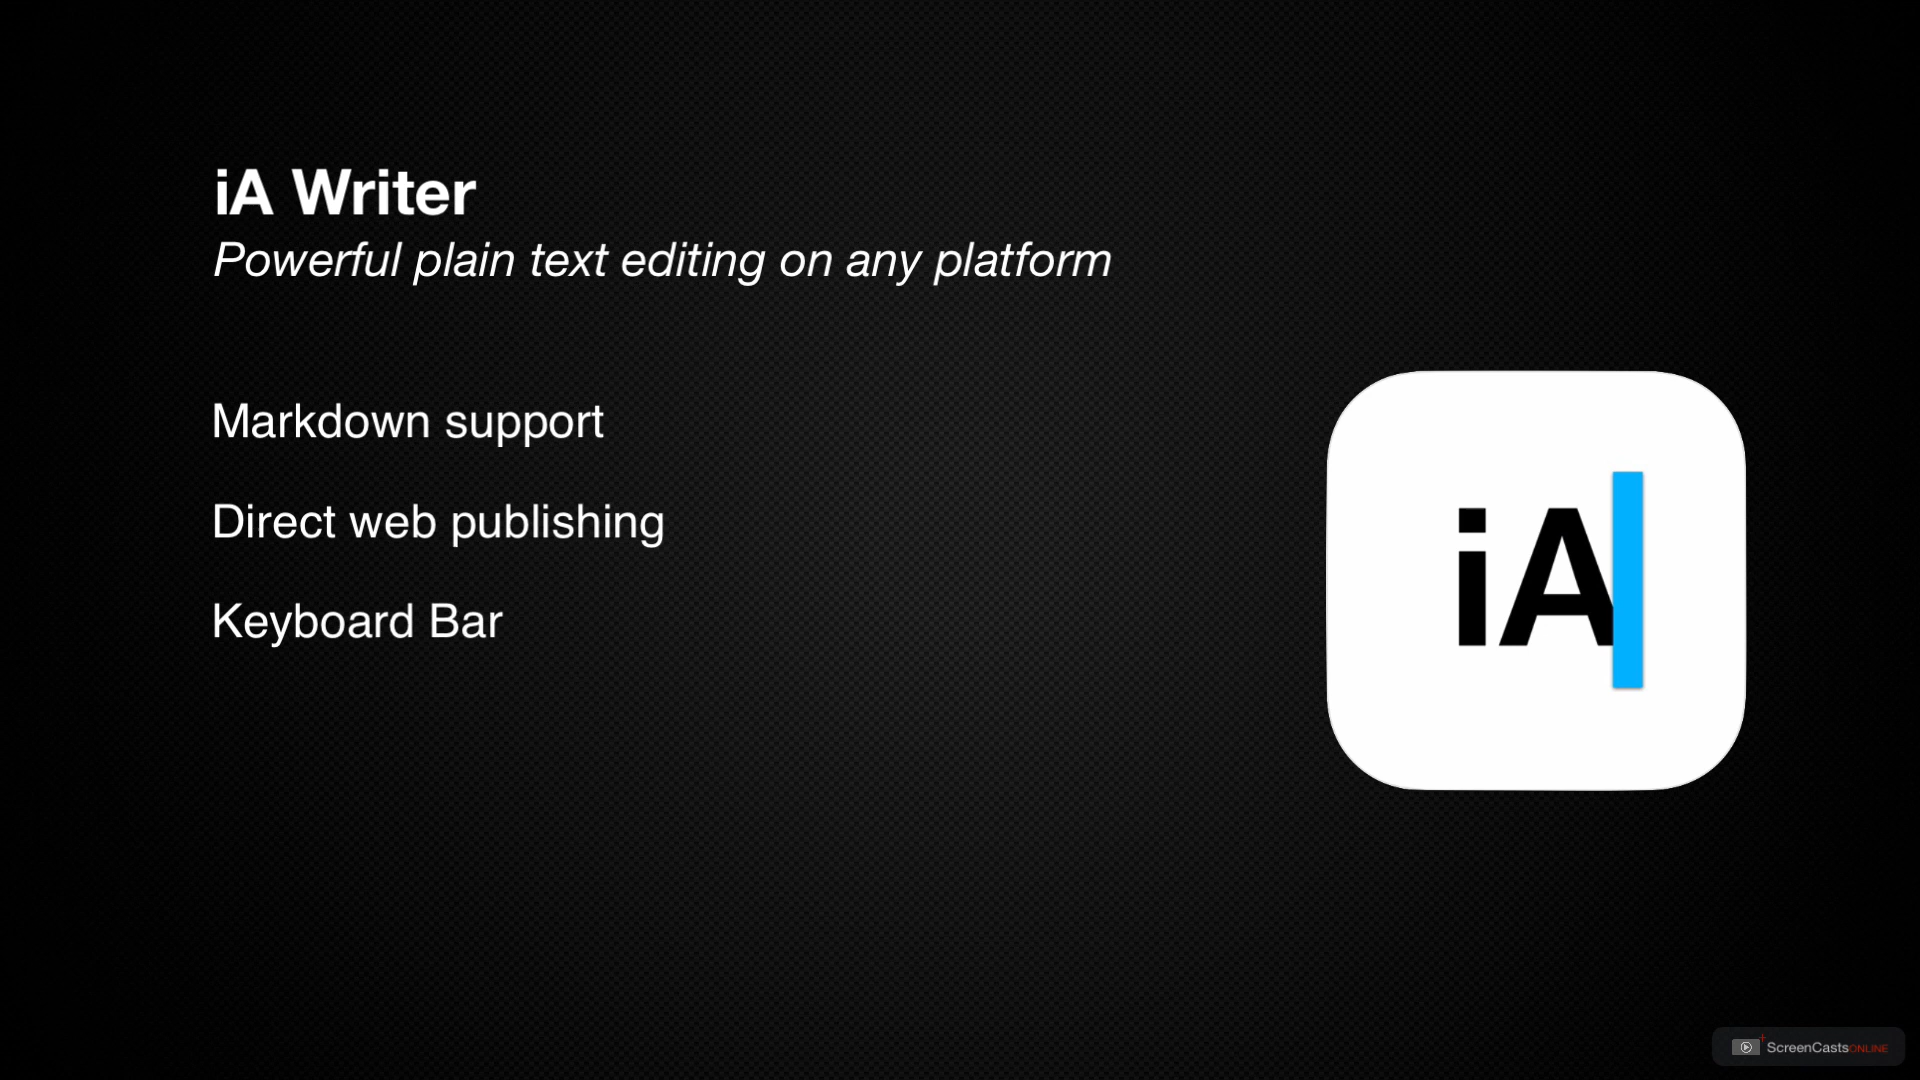 iA Writer
Powerful plain text editing on any platform
Markdown support
Direct web publishing
Keyboard Bar
iA
ScreenCastsONLINE